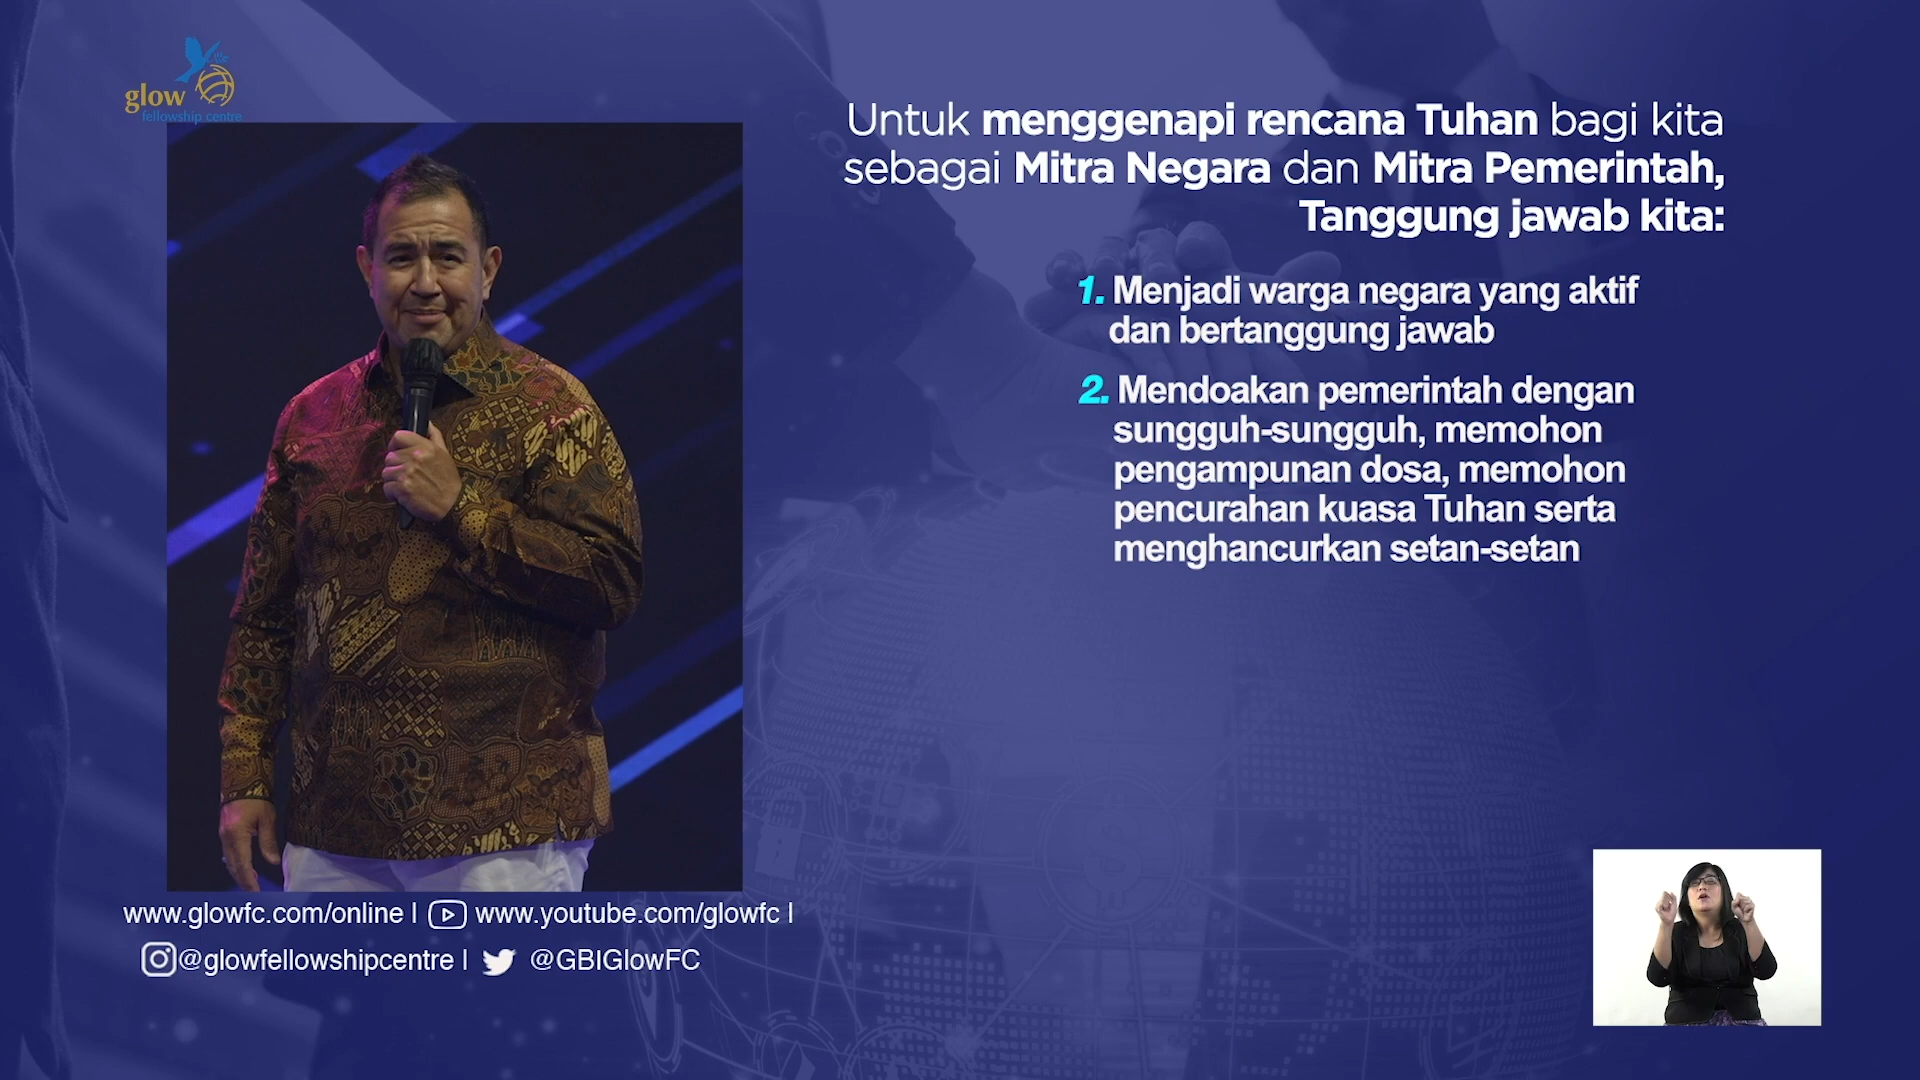 glow
fellowship centre
Untuk menggenapi rencana Tuhan bagi kita
sebagai Mitra Negara dan Mitra Pemerintah,
Tanggung jawab kita:
1. Menjadi warga negara yang aktif
dan bertanggung jawab
2. Mendoakan pemerintah dengan
sungguh-sungguh, memohon
pengampunan dosa, memohon
pencurahan kuasa Tuhan serta
menghancurkan setan-setan
www.glowfc.com/online | www.youtube.com/glowfc |
@glowfellowshipcentre | @GBIGlowFC